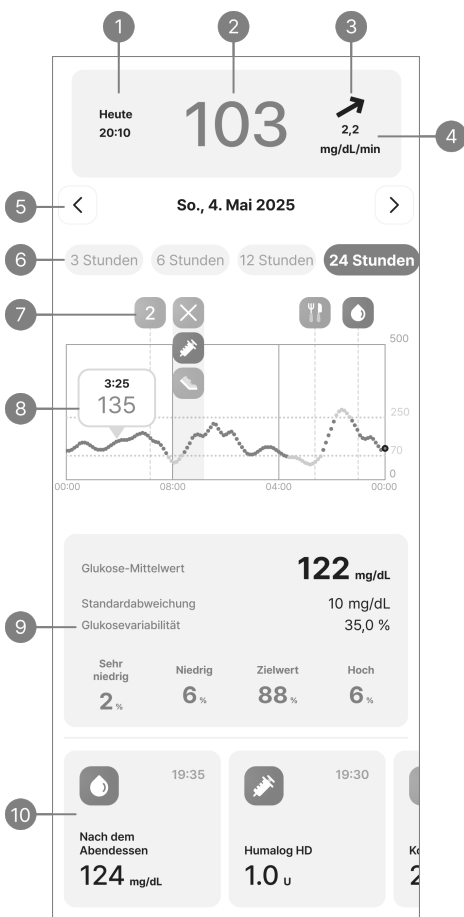 1
2
3
Heute
20:10
103
2,2
mg/dL/min
4
5
So., 4. Mai 2025
6
3 Stunden
6 Stunden
12 Stunden
24 Stunden
7
2
500
8
3:25
135
250
70
0
00:00
08:00
04:00
00:00
Glukose-Mittelwert
122 mg/dL
Standardabweichung
10 mg/dL
9
Glukosevariabilität
35,0 %
Sehr
niedrig
2 %
Niedrig
6 %
Zielwert
88 %
Hoch
6 %
10
19:35
Nach dem
Abendessen
124 mg/dL
19:30
Humalog HD
1.0 U